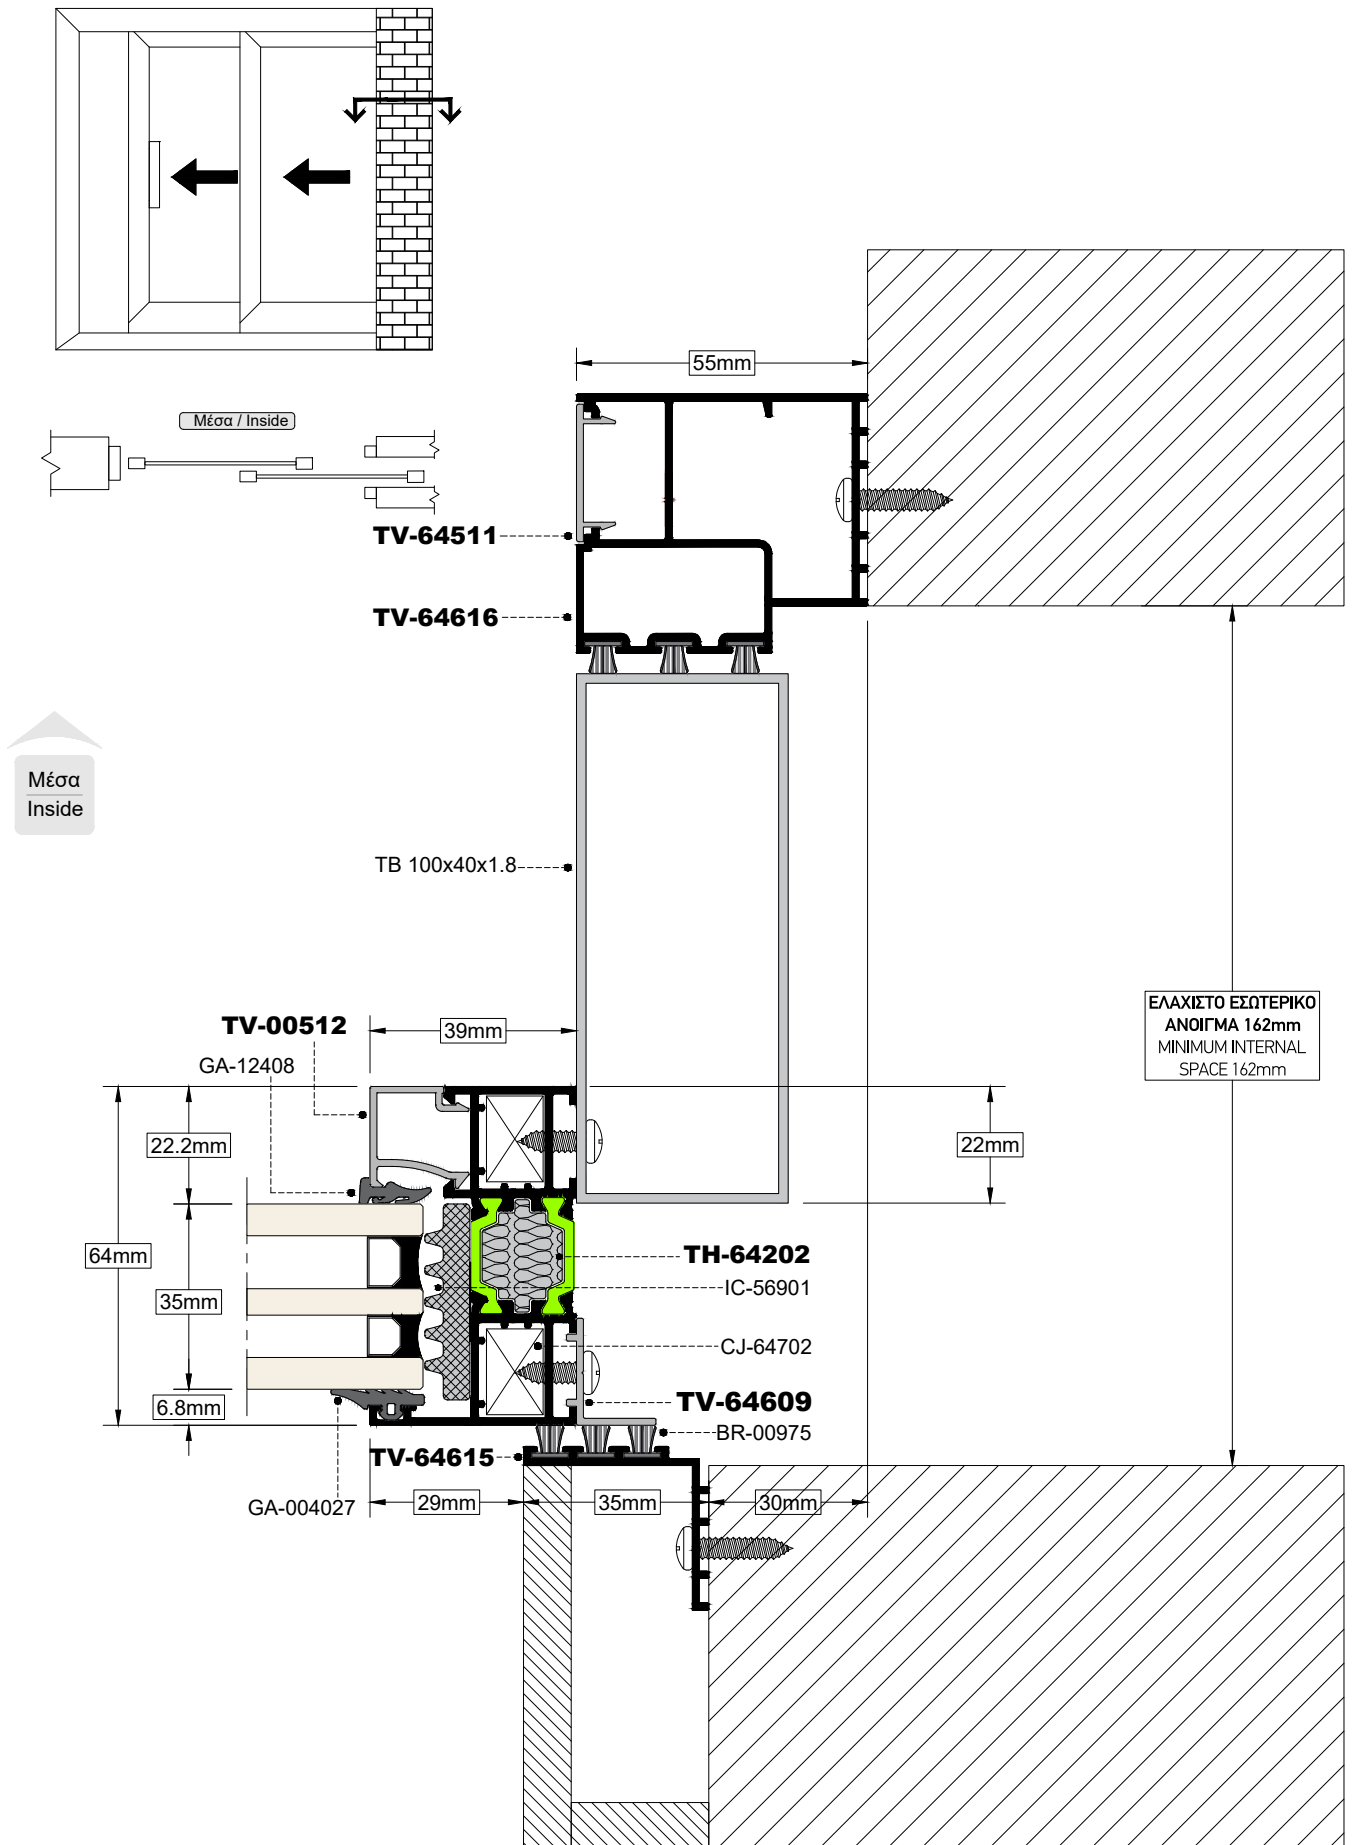 55mm
Μέσα / Inside
TV-64511
TV-64616
Μέσα
Inside
TB 100x40x1.8
ΕΛΑΧΙΣΤΟ ΕΣΩΤΕΡΙΚΟ
ΑΝΟΙΓΜΑ 162mm
MINIMUM INTERNAL
SPACE 162mm
TV-00512
39mm
GA-12408
22.2mm
22mm
64mm
TH-64202
IC-56901
35mm
CJ-64702
TV-64609
6.8mm
BR-00975
TV-64615
GA-004027
29mm
35mm
30mm